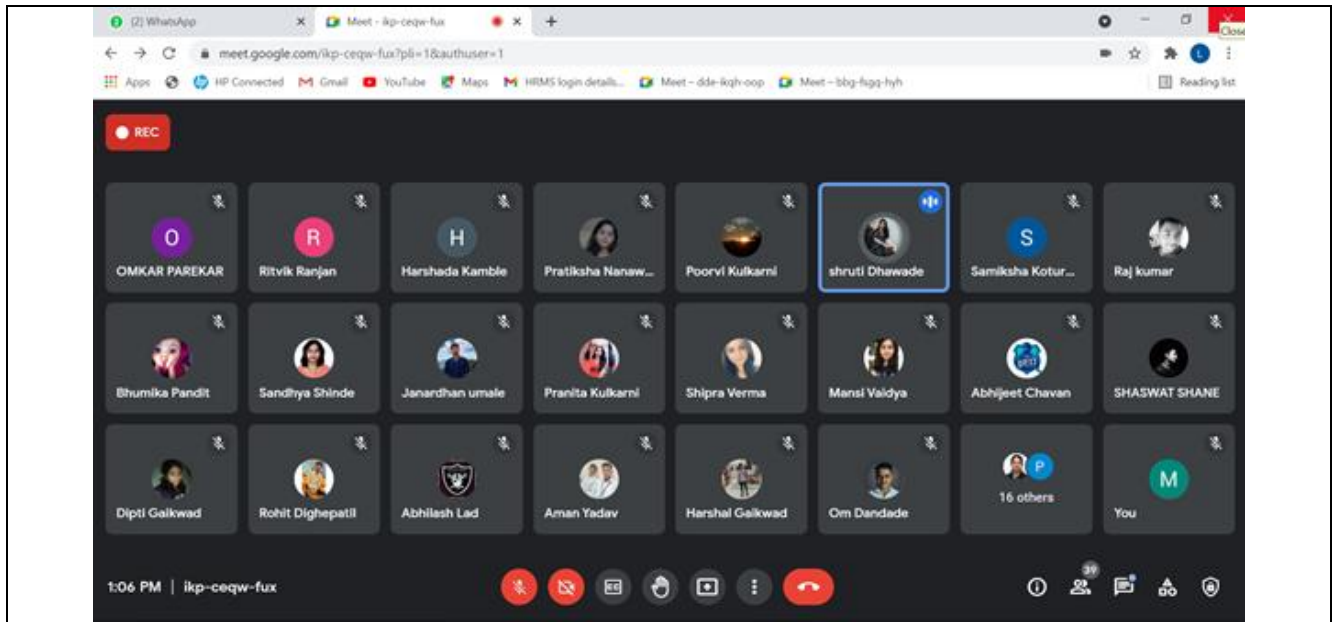 (2) WhatsApp Meet - ikp-ceqw-fux
Close
meet.google.com/ikp-ceqw-fux?pli=1&authuser=1 L
Apps HP Connected Gmail YouTube Maps HRMS login details... Meet – dde-ikqh-oop Meet – bbg-fsgq-hyh Reading list
REC
O R H S
OMKAR PAREKAR Ritvik Ranjan Harshada Kamble Pratiksha Nanaw... Poorvi Kulkarni shruti Dhawade Samiksha Kotur... Raj kumar
Bhumika Pandit Sandhya Shinde Janardhan umale Pranita Kulkarni Shipra Verma Mansi Vaidya Abhijeet Chavan SHASWAT SHANE
P M
Dipti Gaikwad Rohit Dighepatil Abhilash Lad Aman Yadav Harshal Gaikwad Om Dandade 16 others You
1:06 PM | ikp-ceqw-fux CC 39